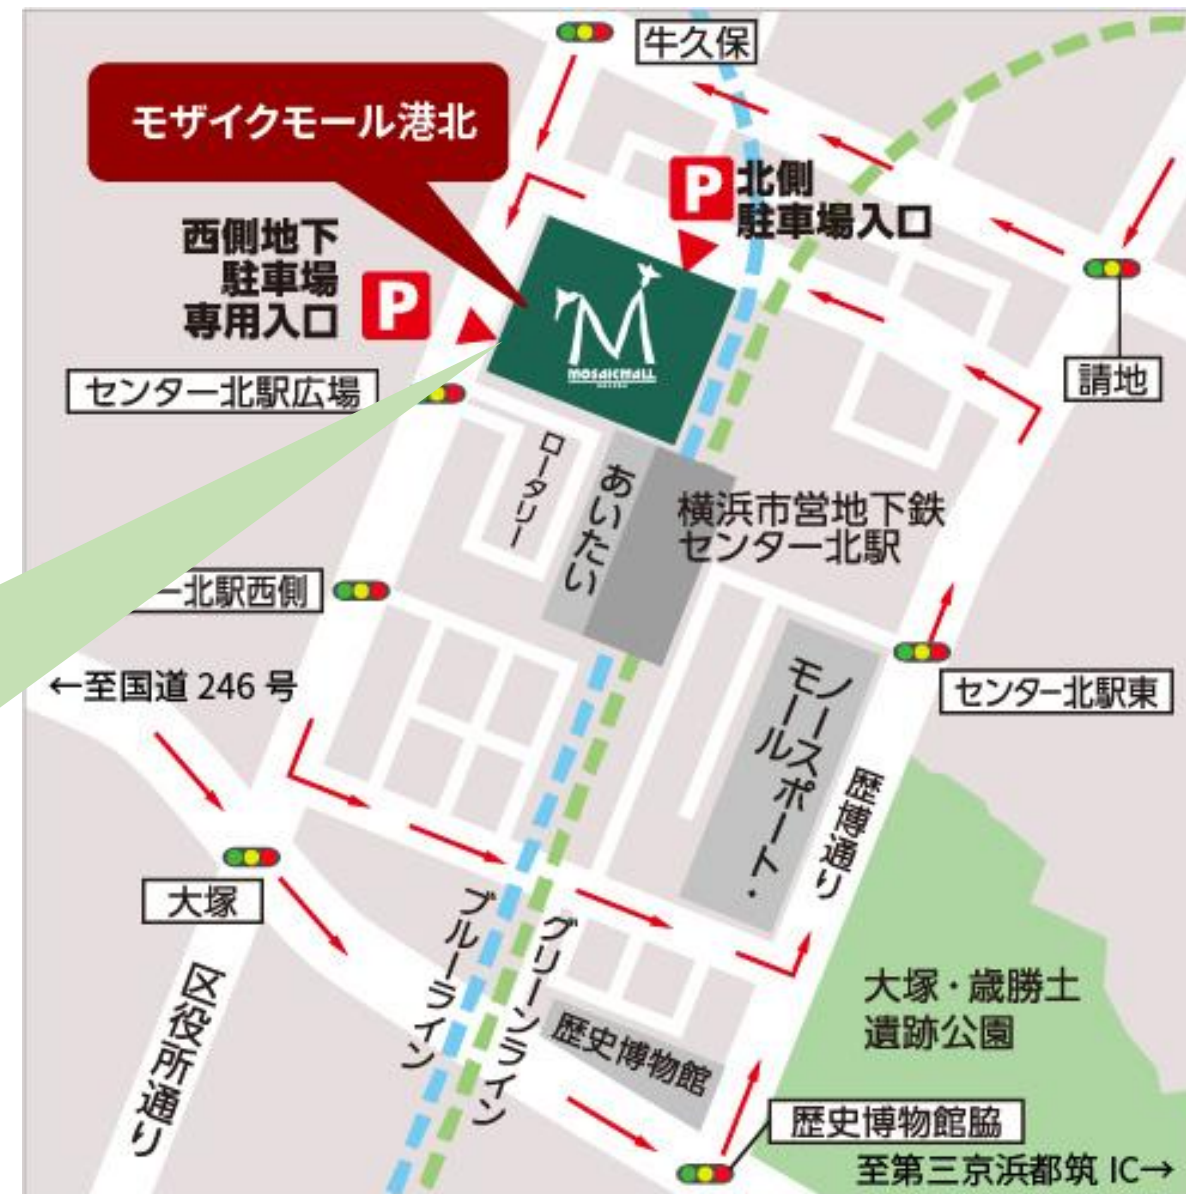 牛久保
モザイクモール港北
北側
駐車場入口
西側地下
駐車場
専用入口
P
P
M
MOSAICMALL
請地
センター北駅広場
ロータリー
あいたい
横浜市営地下鉄
センター北駅
ー北駅西側
←至国道 246 号
センター北駅東
ノースポート・
モール
歴博通り
大塚
ブルーライン
グリーンライン
区役所通り
大塚・歳勝土
遺跡公園
歴史博物館
歴史博物館脇
至第三京浜都筑 IC→